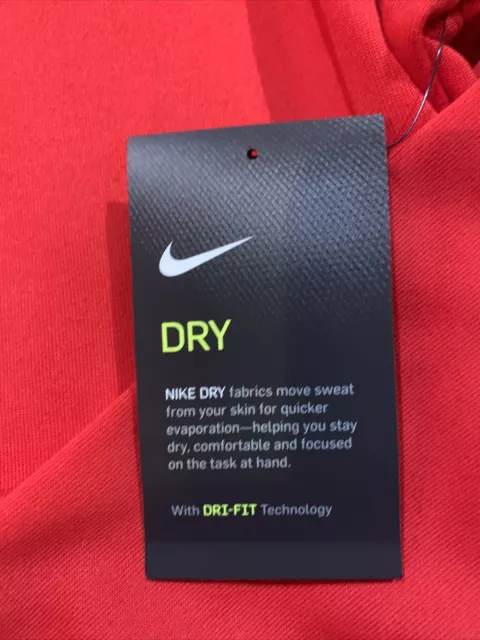 DRY
NIKE DRY fabrics move sweat
from your skin for quicker
evaporation—helping you stay
dry, comfortable and focused
on the task at hand.
With DRI-FIT Technology